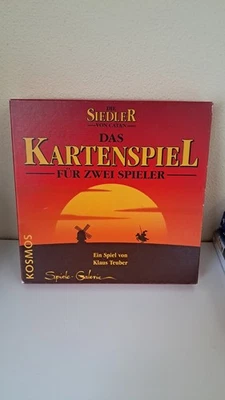 DIE
SIEDLER
VON CATAN
DAS
KARTENSPIEL
FÜR ZWEI SPIELER
Ein Spiel von
Klaus Teuber
KOSMOS
Spiele-Galerie